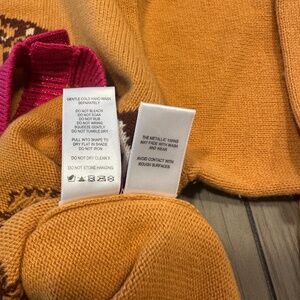 GENTLE COLD HAND WASH
SEPARATELY
DO NOT BLEACH
DO NOT SOAK
DO NOT RUB
DO NOT WRING
SQUEEZE GENTLY
DO NOT TUMBLE DRY
PULL INTO SHAPE TO
DRY FLAT IN SHADE
DO NOT IRON
DO NOT DRY CLEAN X
DO NOT STORE HANGING
THE METALLIC YARNS
MAY FADE WITH WASH
AND WEAR
AVOID CONTACT WITH
ROUGH SURFACES